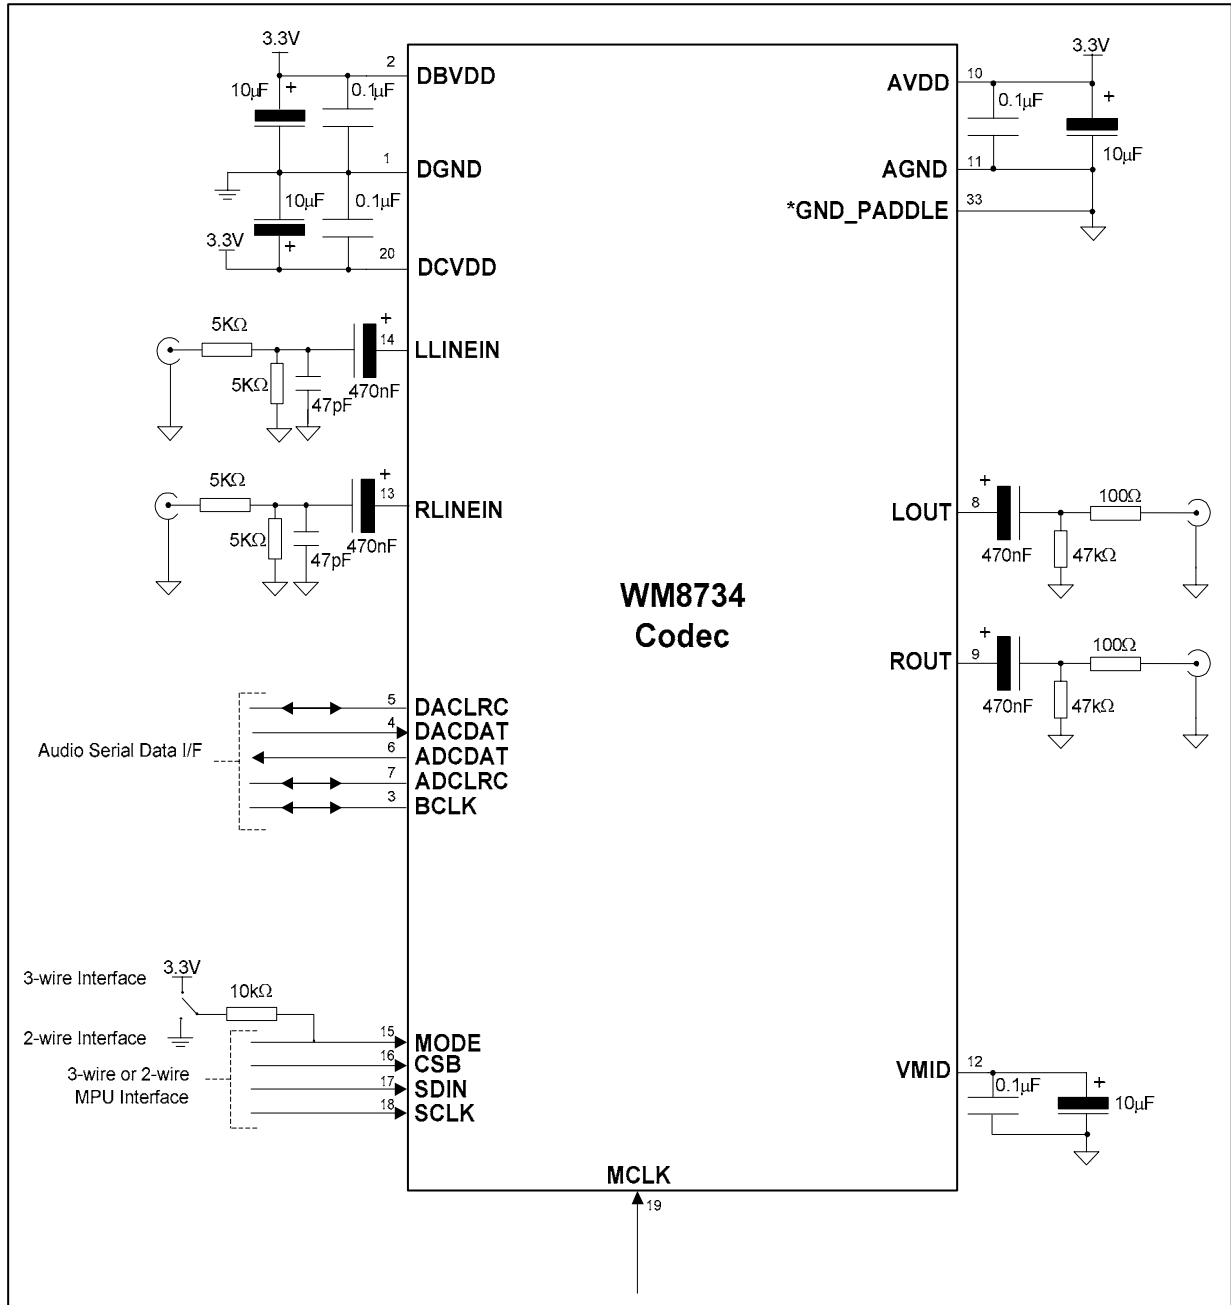 3.3V
2
DBVDD
10µF
+
0.1µF
1
DGND
10µF
0.1µF
3.3V
+
20
DCVDD
3.3V
10
AVDD
0.1µF
+
11
AGND
10µF
33
*GND_PADDLE
5KΩ
+
14
LLINEIN
5KΩ
47pF
470nF
5KΩ
+
13
RLINEIN
5KΩ
47pF
470nF
+
LOUT
8
100Ω
470nF
47kΩ
WM8734
Codec
+
ROUT
9
100Ω
470nF
47kΩ
Audio Serial Data I/F
5
DACLRC
4
DACDAT
6
ADCDAT
7
ADCLRC
3
BCLK
3-wire Interface
3.3V
10kΩ
2-wire Interface
3-wire or 2-wire
MPU Interface
15
MODE
16
CSB
17
SDIN
18
SCLK
VMID
12
0.1µF
+
10µF
MCLK
19